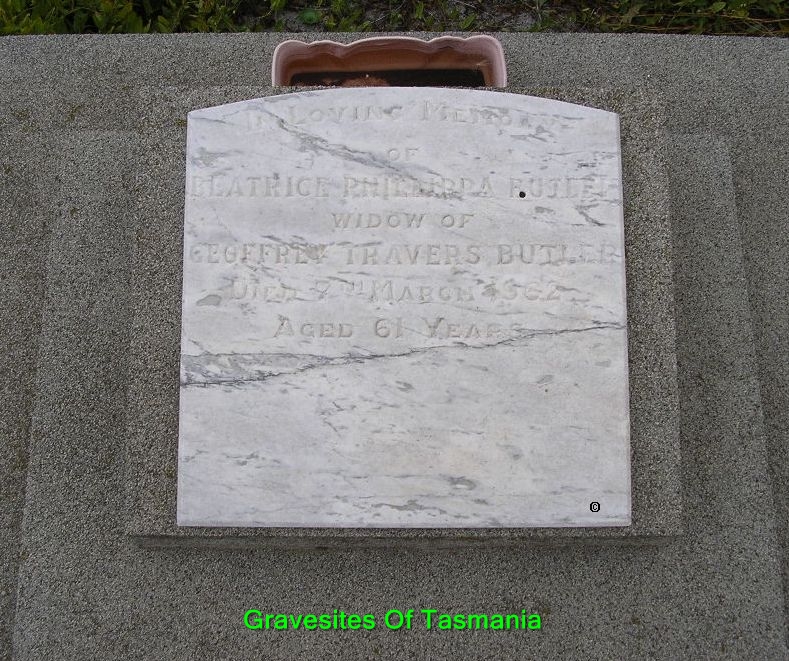 In Loving Memory
of
Beatrice Phillippa Butler
widow of
Geoffrey Travers Butler
Died 7th March 1962
Aged 61 Years
©
Gravesites Of Tasmania